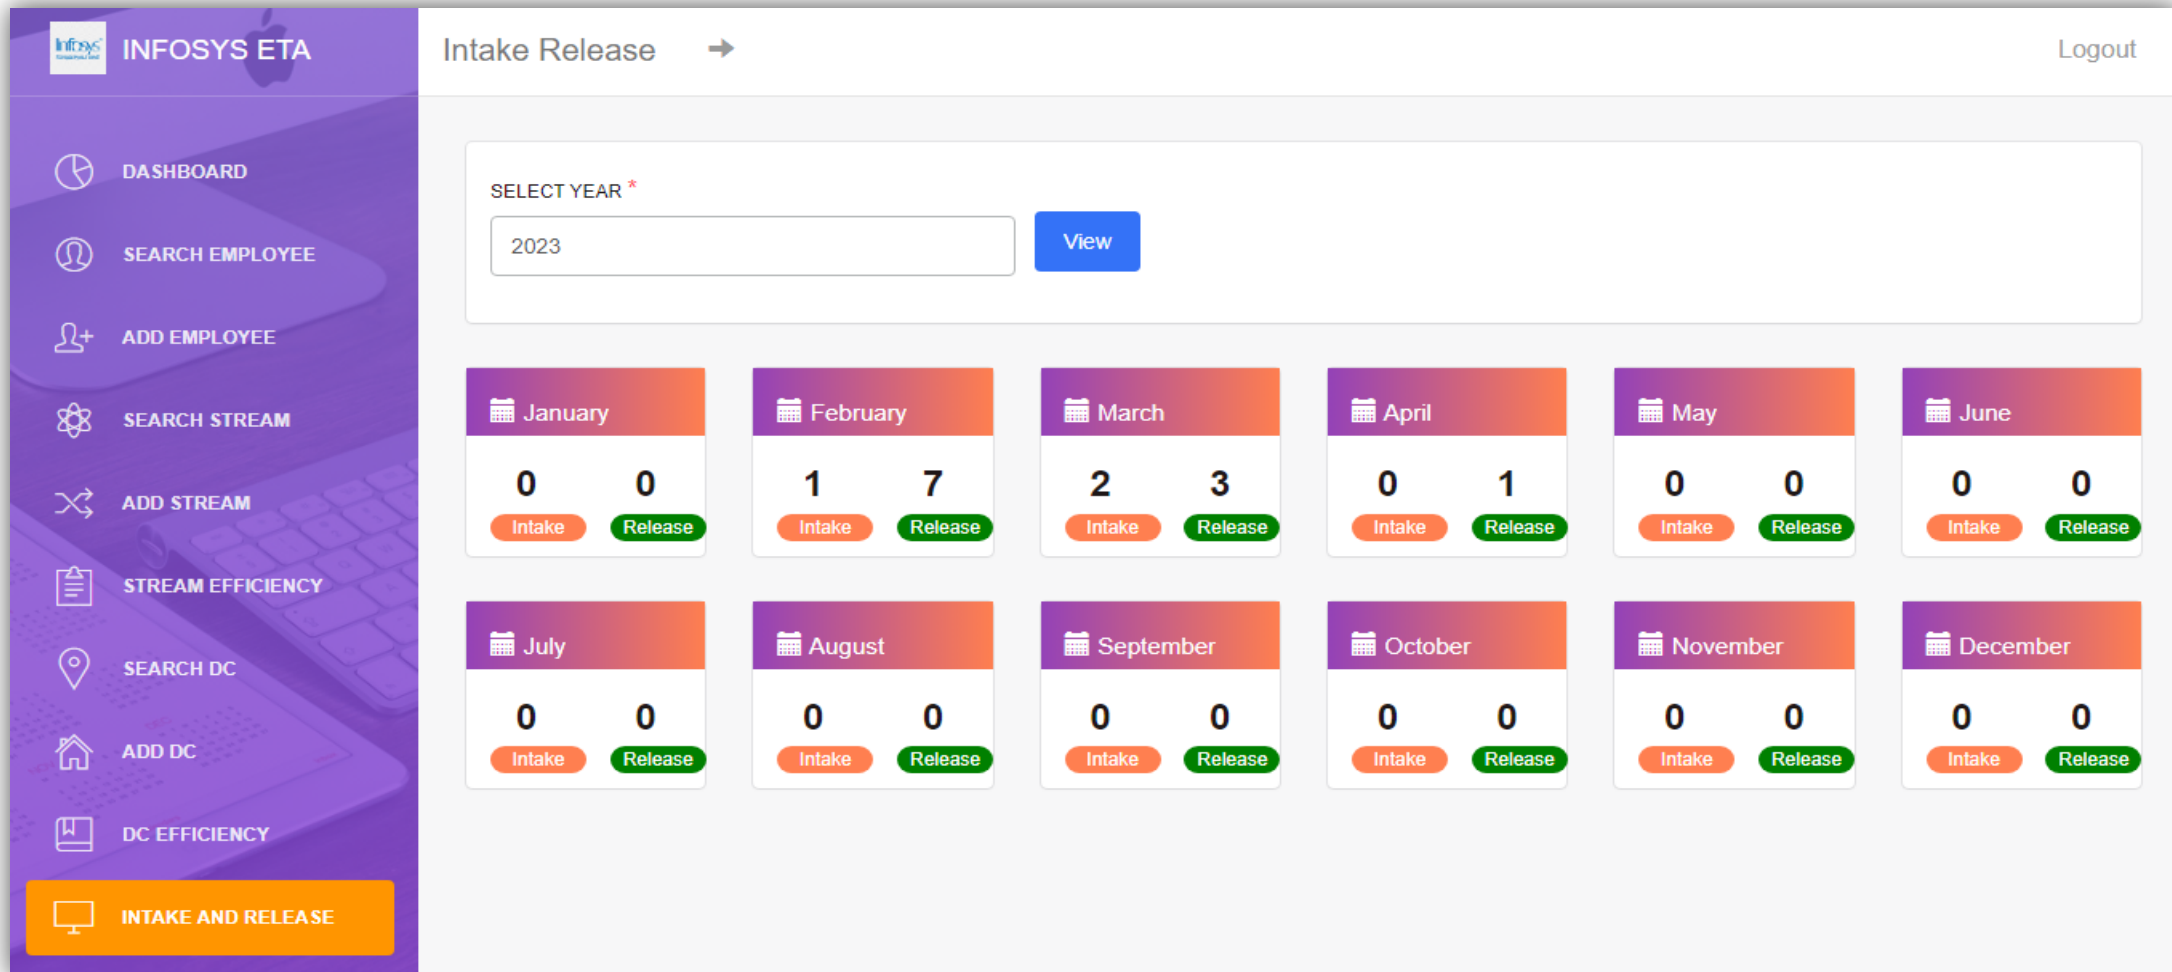 Infosys
INFOSYS ETA
Intake Release
Logout
DASHBOARD
SEARCH EMPLOYEE
ADD EMPLOYEE
SEARCH STREAM
ADD STREAM
STREAM EFFICIENCY
SEARCH DC
ADD DC
DC EFFICIENCY
INTAKE AND RELEASE
SELECT YEAR *
2023
View
January
0 0
Intake Release
February
1 7
Intake Release
March
2 3
Intake Release
April
0 1
Intake Release
May
0 0
Intake Release
June
0 0
Intake Release
July
0 0
Intake Release
August
0 0
Intake Release
September
0 0
Intake Release
October
0 0
Intake Release
November
0 0
Intake Release
December
0 0
Intake Release